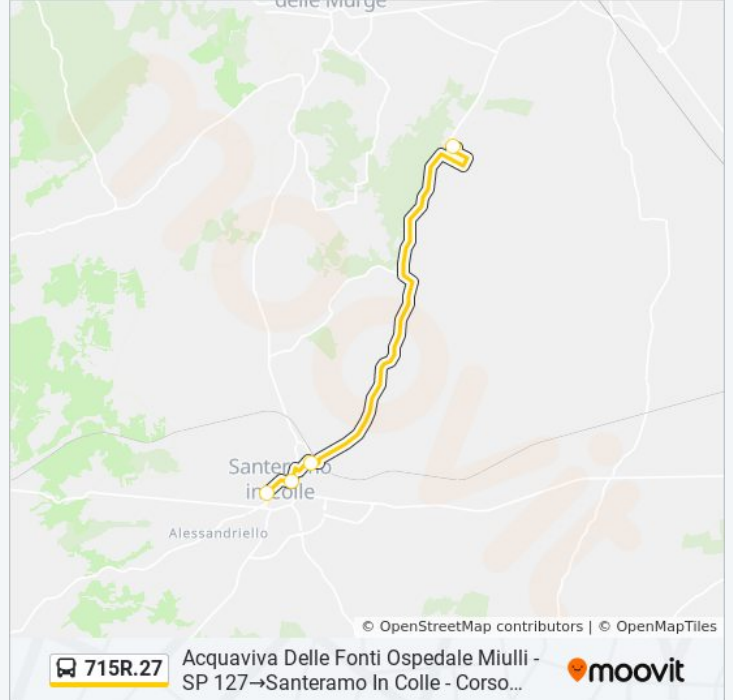 delle Murge
Santeramo
in Colle
Alessandriello
© OpenStreetMap contributors | © OpenMapTiles
715R.27
Acquaviva Delle Fonti Ospedale Miulli -
SP 127→Santeramo In Colle - Corso...
moovit
moovit